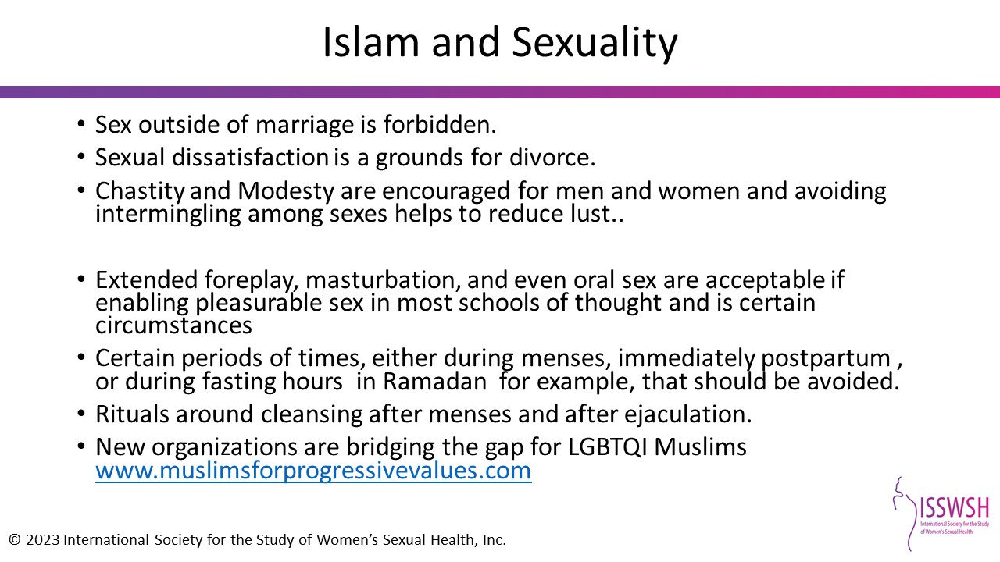 Islam and Sexuality
• Sex outside of marriage is forbidden.
• Sexual dissatisfaction is a grounds for divorce.
• Chastity and Modesty are encouraged for men and women and avoiding
intermingling among sexes helps to reduce lust..
• Extended foreplay, masturbation, and even oral sex are acceptable if
enabling pleasurable sex in most schools of thought and is certain
circumstances
• Certain periods of times, either during menses, immediately postpartum ,
or during fasting hours  in Ramadan  for example, that should be avoided.
• Rituals around cleansing after menses and after ejaculation.
• New organizations are bridging the gap for LGBTQI Muslims
www.muslimsforprogressivevalues.com
ISSWSH
International Society for the Study
of Women's Sexual Health
© 2023 International Society for the Study of Women’s Sexual Health, Inc.